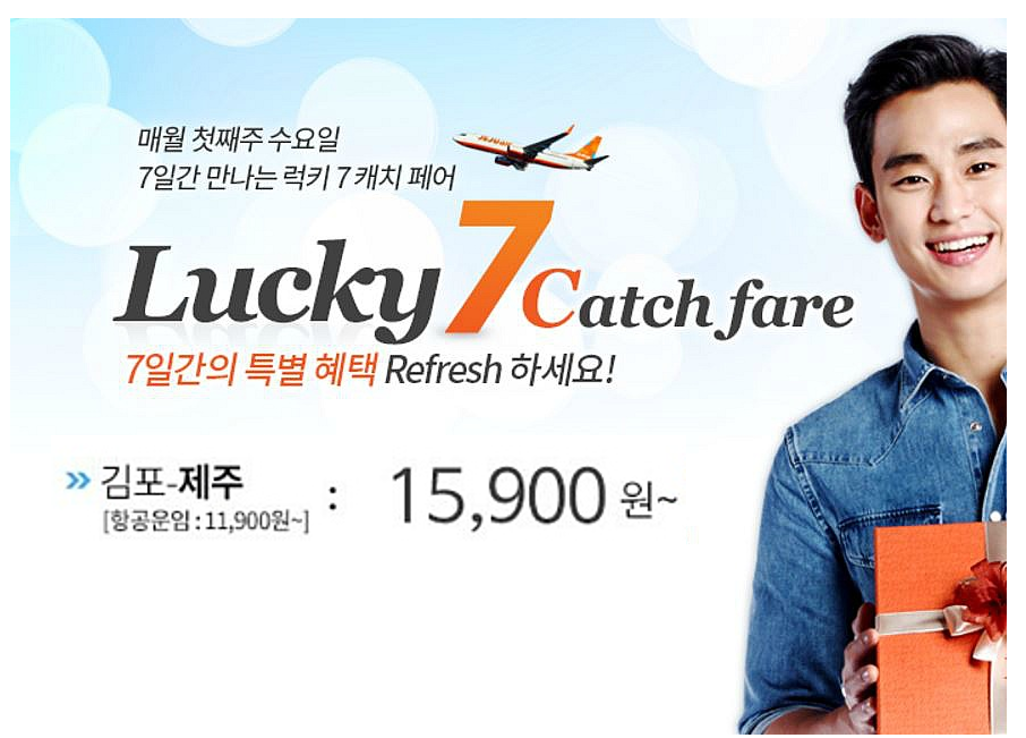 매월 첫째주 수요일
7일간 만나는 럭키 7 캐치 페어
JEJUair
Lucky 7 Catch fare
7일간의 특별 혜택 Refresh 하세요!
» 김포-제주 : 15,900 원~
[항공운임 : 11,900원~]